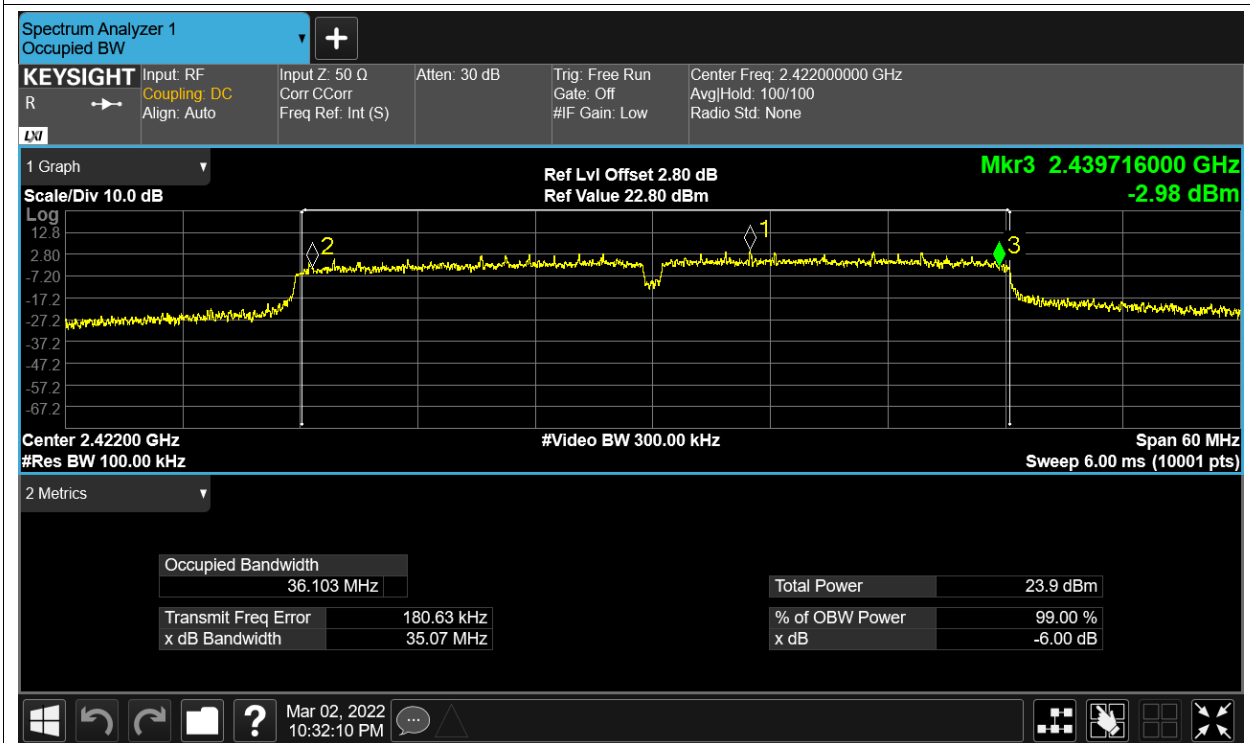 Spectrum Analyzer 1
Occupied BW
KEYSIGHT
R
LXI
Input: RF
Coupling: DC
Align: Auto
Input Z: 50 Ω
Corr CCorr
Freq Ref: Int (S)
Atten: 30 dB
Trig: Free Run
Gate: Off
#IF Gain: Low
Center Freq: 2.422000000 GHz
Avg|Hold: 100/100
Radio Std: None
1 Graph
Scale/Div 10.0 dB
Ref Lvl Offset 2.80 dB
Ref Value 22.80 dBm
Mkr3 2.439716000 GHz
-2.98 dBm
Log
12.8
2.80
-7.20
-17.2
-27.2
-37.2
-47.2
-57.2
-67.2
2
1
3
Center 2.42200 GHz
#Video BW 300.00 kHz
Span 60 MHz
#Res BW 100.00 kHz
Sweep 6.00 ms (10001 pts)
2 Metrics
Occupied Bandwidth
36.103 MHz
Transmit Freq Error 180.63 kHz
x dB Bandwidth 35.07 MHz
Total Power 23.9 dBm
% of OBW Power 99.00 %
x dB -6.00 dB
?
Mar 02, 2022
10:32:10 PM